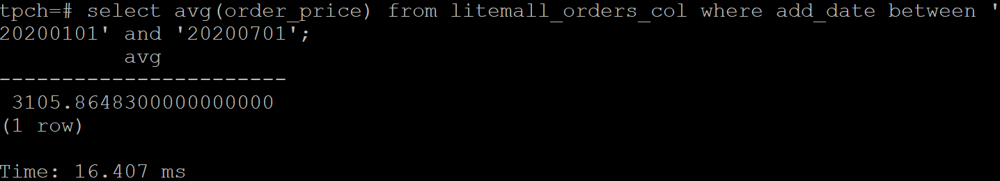 tpch=# select avg(order_price) from litemall_orders_col where add_date between '
20200101' and '20200701';
avg
-----------------------
3105.8648300000000000
(1 row)
Time: 16.407 ms